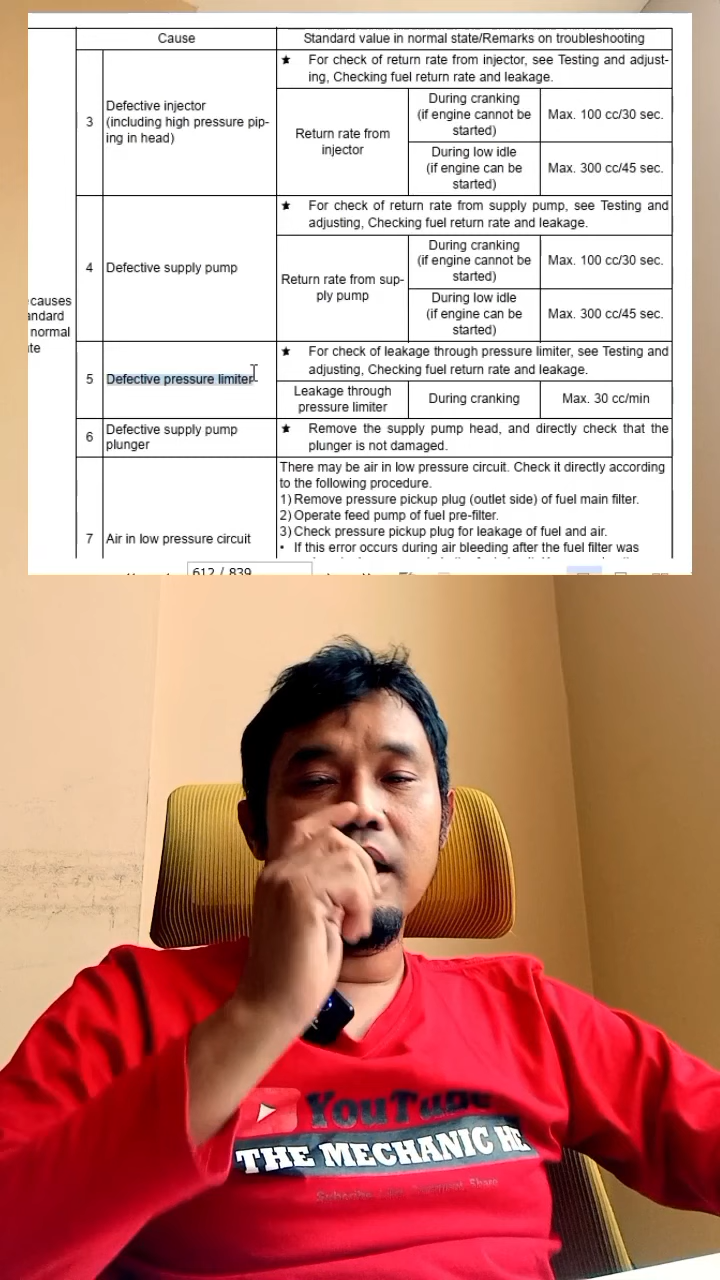 Cause
Standard value in normal state/Remarks on troubleshooting
causes
andard
normal
3
Defective injector
(including high pressure pip-
ing in head)
★ For check of return rate from injector, see Testing and adjust-
ing, Checking fuel return rate and leakage.
Return rate from
injector
During cranking
(if engine cannot be
started)
Max. 100 cc/30 sec.
During low idle
(if engine can be
started)
Max. 300 cc/45 sec.
4
Defective supply pump
★ For check of return rate from supply pump, see Testing and
adjusting, Checking fuel return rate and leakage.
Return rate from sup-
ply pump
During cranking
(if engine cannot be
started)
Max. 100 cc/30 sec.
During low idle
(if engine can be
started)
Max. 300 cc/45 sec.
5
Defective pressure limiter
★ For check of leakage through pressure limiter, see Testing and
adjusting, Checking fuel return rate and leakage.
Leakage through
pressure limiter
During cranking
Max. 30 cc/min
6
Defective supply pump
plunger
★ Remove the supply pump head, and directly check that the
plunger is not damaged.
7
Air in low pressure circuit
There may be air in low pressure circuit. Check it directly according
to the following procedure.
1) Remove pressure pickup plug (outlet side) of fuel main filter.
2) Operate feed pump of fuel pre-filter.
3) Check pressure pickup plug for leakage of fuel and air.
• If this error occurs during air bleeding after the fuel filter was
612 / 839
YouTube
THE MECHANIC HE
Share